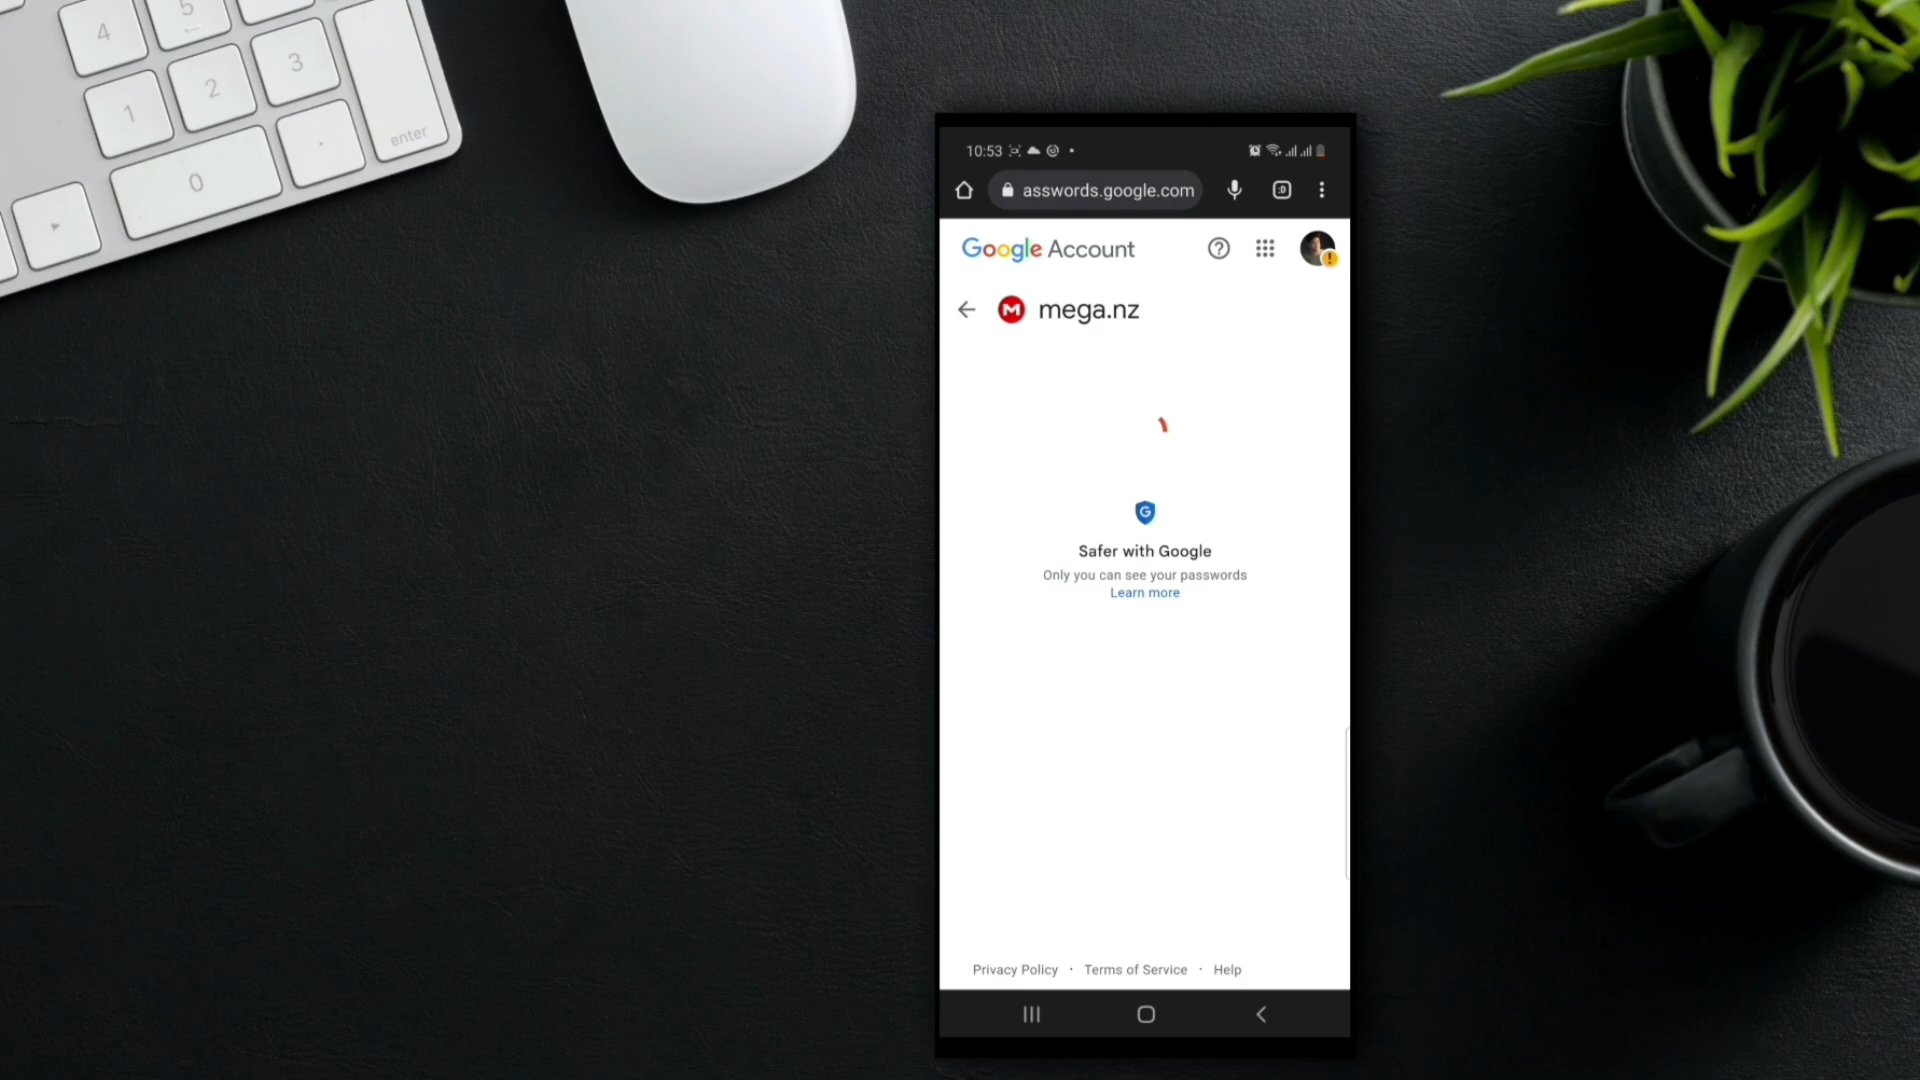 4
5
1
2
3
enter
0
10:53
asswords.google.com
:D
Google Account
M mega.nz
G
Safer with Google
Only you can see your passwords
Learn more
Privacy Policy · Terms of Service · Help